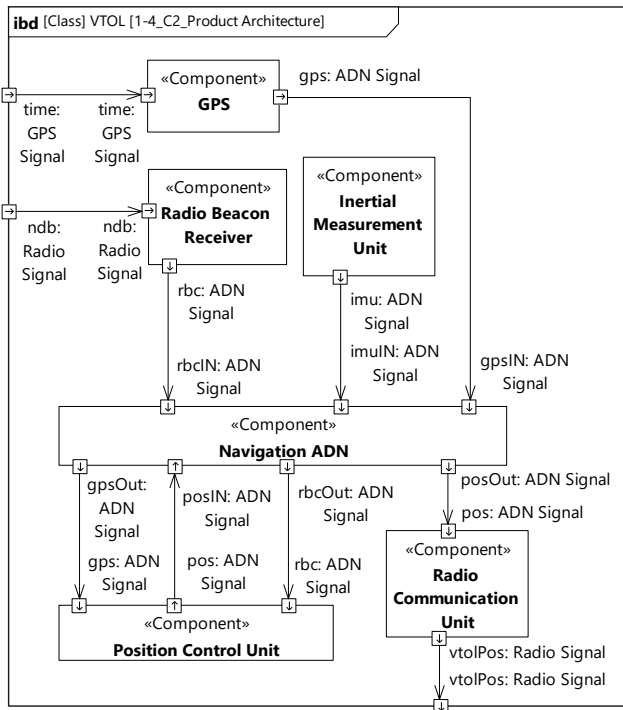 ibd [Class] VTOL [1-4_C2_Product Architecture]
«Component»
GPS
gps: ADN Signal
time:
GPS
Signal
time:
GPS
Signal
«Component»
Radio Beacon
Receiver
«Component»
Inertial
Measurement
Unit
ndb:
Radio
Signal
ndb:
Radio
Signal
rbc: ADN
Signal
imu: ADN
Signal
rbcIN: ADN
Signal
imuIN: ADN
Signal
gpsIN: ADN
Signal
«Component»
Navigation ADN
gpsOut:
ADN
Signal
posIN: ADN
Signal
rbcOut: ADN
Signal
posOut: ADN Signal
gps: ADN
Signal
pos: ADN
Signal
rbc: ADN
Signal
pos: ADN Signal
«Component»
Radio
Communication
Unit
«Component»
Position Control Unit
vtolPos: Radio Signal
vtolPos: Radio Signal